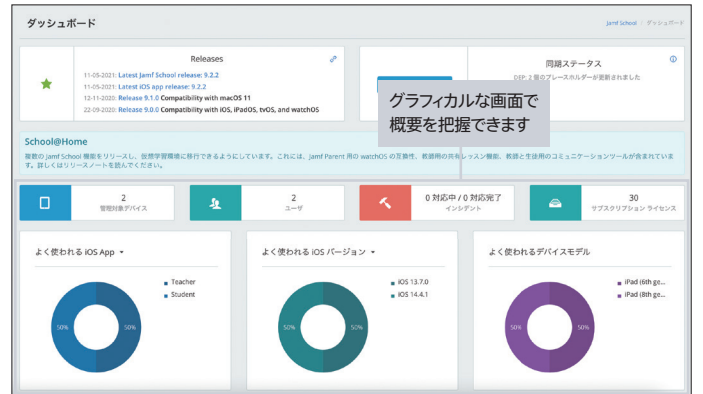 ダッシュボード
Jamf School / ダッシュボード
Releases
11-09-2021: Latest Jamf School release: 9.2.2
11-09-2021: Latest iOS app release: 9.2.2
12-11-2020: Release 9.1.0 Compatibility with macOS 11
22-09-2020: Release 9.0.0 Compatibility with iOS, iPadOS, tvOS, and watchOS
同期ステータス
DEP: 2 個のプレースホルダーが更新されました
グラフィカルな画面で
概要を把握できます
School@Home
複数の Jamf School 機能をリリースし、仮想学習環境に移行できるようにしています。これには、Jamf Parent 用の watchOS の互換性、教師用の共有レッスン機能、教師と生徒用のコミュニケーションツールが含まれていま
す。詳しくはリリースノートを読んでください。
2
管理対象デバイス
2
ユーザ
0 対応中 / 0 対応完了
インシデント
30
サブスクリプション ライセンス
よく使われる iOS App
Teacher
Student
50%
50%
よく使われる iOS バージョン
iOS 13.7.0
iOS 14.4.1
50%
50%
よく使われるデバイスモデル
iPad (6th ge...
iPad (8th ge...
50%
50%